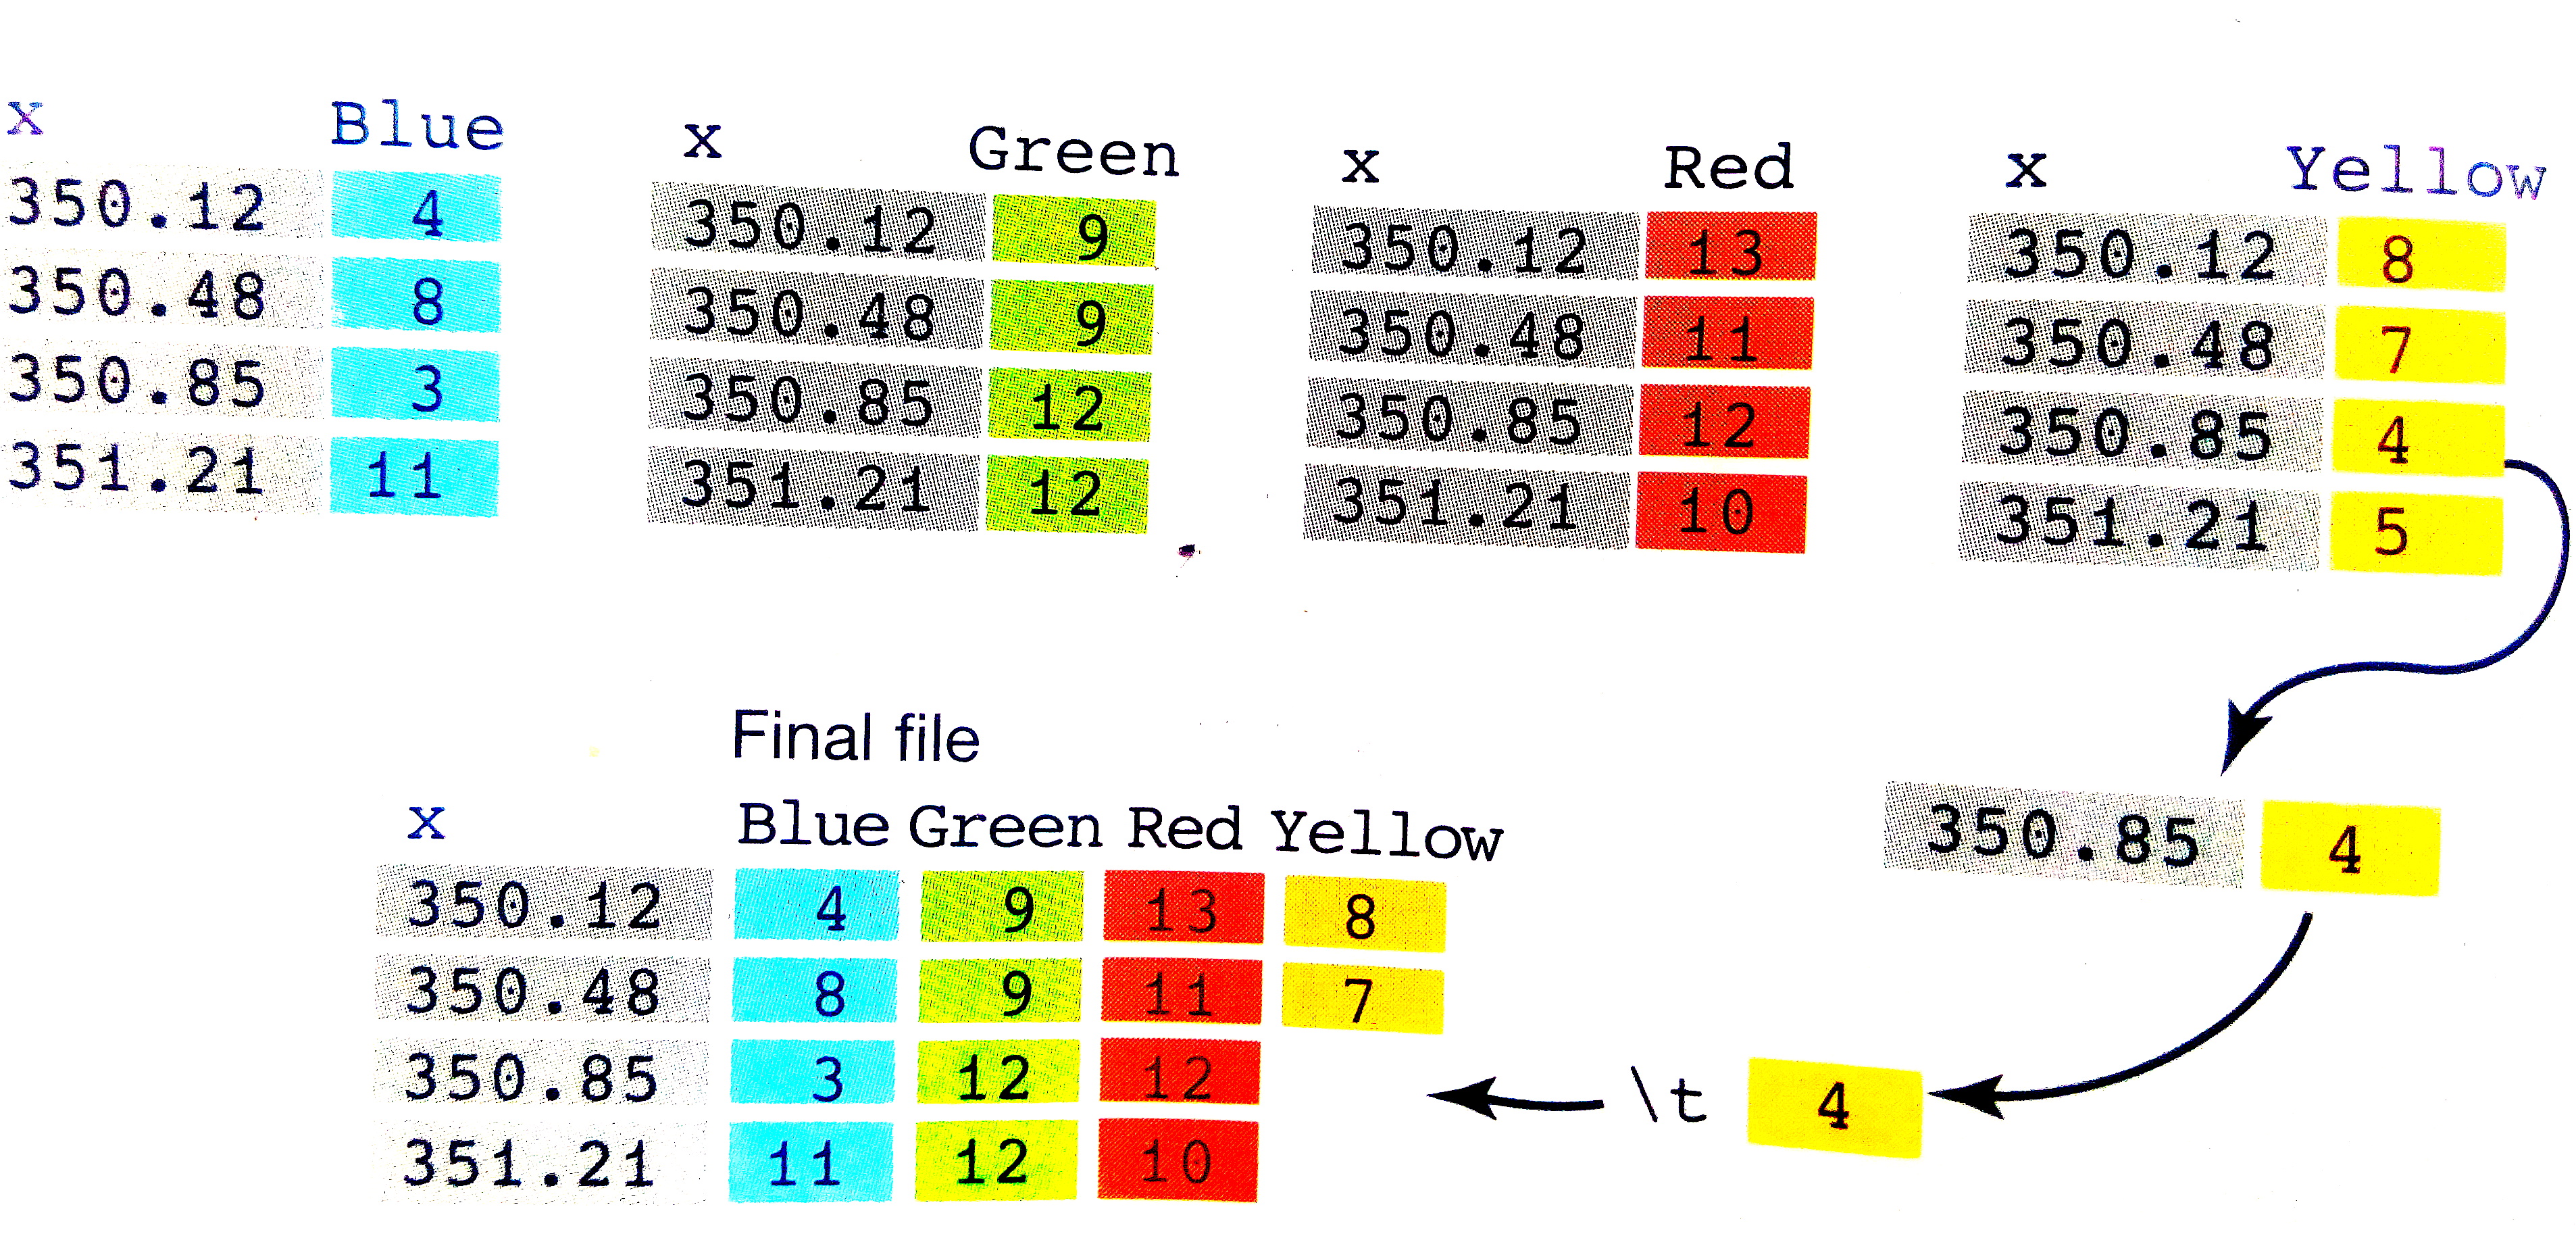 x Blue
350.12 4
350.48 8
350.85 3
351.21 11
x Green
350.12 9
350.48 9
350.85 12
351.21 12
x Red
350.12 13
350.48 11
350.85 12
351.21 10
x Yellow
350.12 8
350.48 7
350.85 4
351.21 5
350.85 4
\t 4
Final file
x Blue Green Red Yellow
350.12 4 9 13 8
350.48 8 9 11 7
350.85 3 12 12
351.21 11 12 10